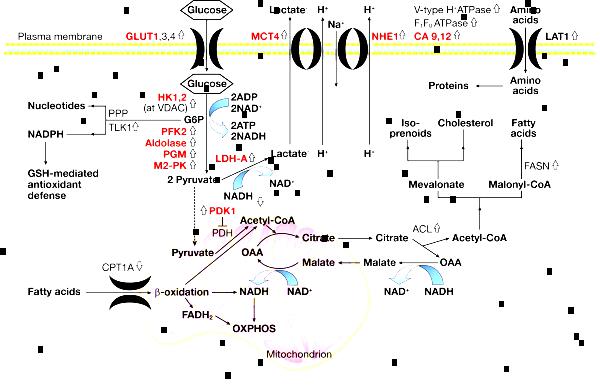 Glucose
Lactate⁻
H⁺
H⁺
V-type H⁺ATPase ⇧
F₁F₀ ATPase ⇧
Amino acids
Na⁺
Plasma membrane
GLUT1,3,4 ⇧
MCT4 ⇧
NHE1 ⇧
CA 9,12 ⇧
LAT1 ⇧
Glucose
Proteins
Amino acids
HK1,2 ⇧
(at VDAC)
2ADP
2NAD⁺
Nucleotides
PPP
G6P
TLK1 ⇧
2ATP
2NADH
NADPH
PFK2 ⇧
Aldolase ⇧
PGM ⇧
M2-PK ⇧
LDH-A ⇧
Lactate⁻
H⁺
H⁺
Iso-prenoids
Cholesterol
Fatty acids
FASN ⇧
GSH-mediated
antioxidant
defense
2 Pyruvate
NADH
NAD⁺
Mevalonate
Malonyl-CoA
⇧ PDK1
PDH
Acetyl-CoA ⇩
Pyruvate
OAA
Citrate
Citrate
ACL ⇧
Acetyl-CoA
Malate
Malate
OAA
CPT1A ⇩
Fatty acids
β-oxidation
NADH
NAD⁺
NAD⁺
NADH
FADH₂
OXPHOS
Mitochondrion